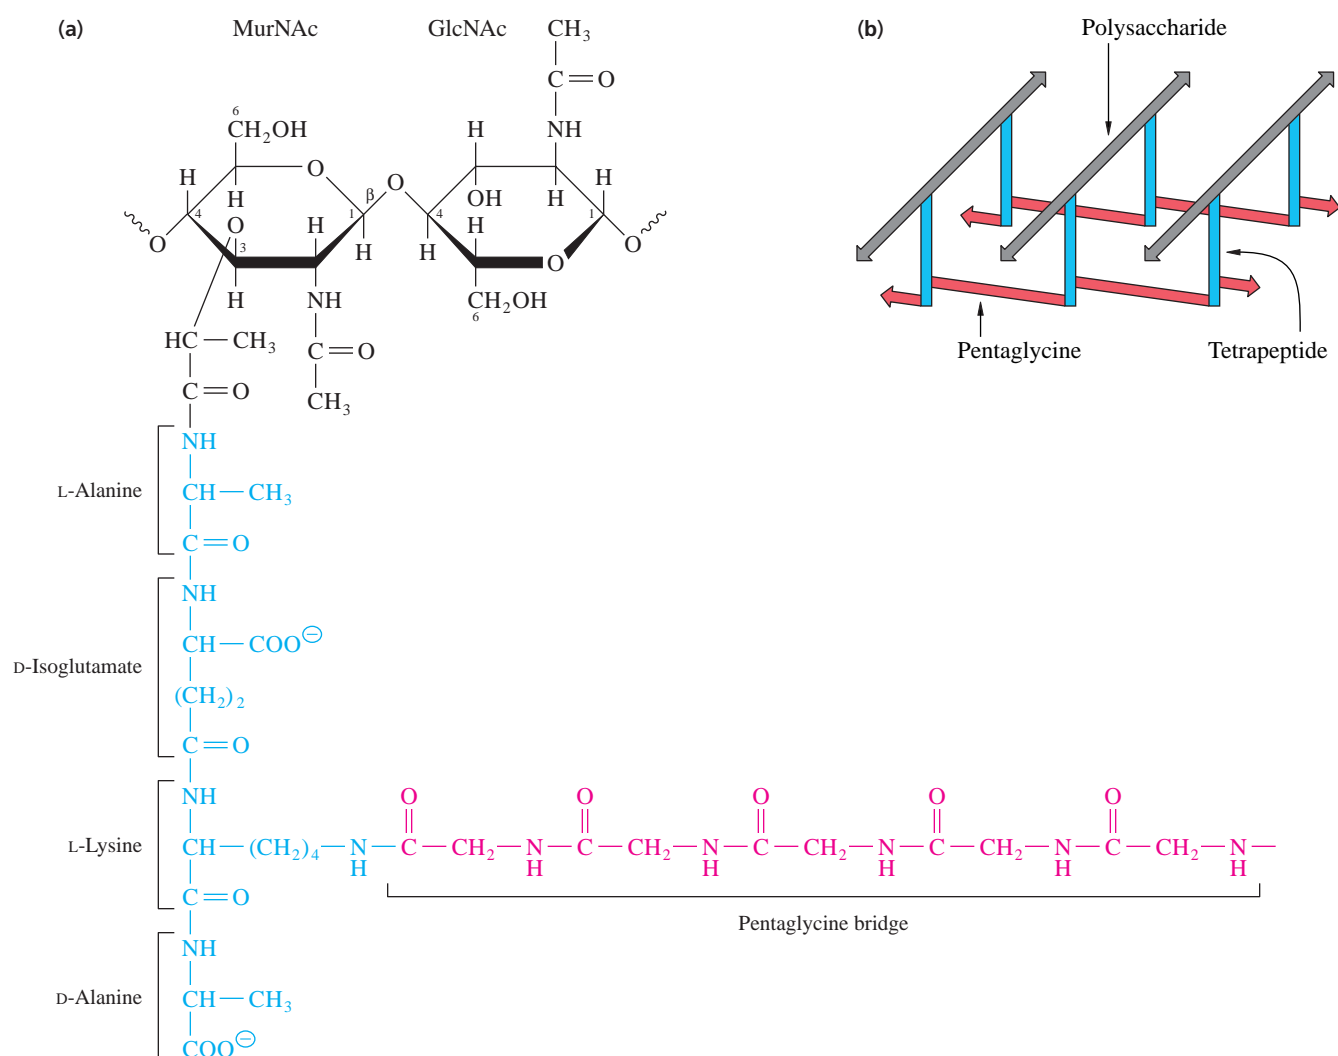 (a) MurNAc GlcNAc CH₃
C=O
6
CH₂OH H NH
H O H
H OH H
4 1 β O 4 1
O O H H H O
3 O
H NH CH₂OH
6
HC—CH₃ C=O
C=O CH₃
(b)
Polysaccharide
Pentaglycine Tetrapeptide
NH
L-Alanine CH—CH₃
C=O
NH
CH—COO⊖
D-Isoglutamate
(CH₂)₂
C=O
NH O O O O O
L-Lysine CH—(CH₂)₄—N—C—CH₂—N—C—CH₂—N—C—CH₂—N—C—CH₂—N—C—CH₂—N—
H H H H H H
C=O
Pentaglycine bridge
NH
D-Alanine CH—CH₃
COO⊖